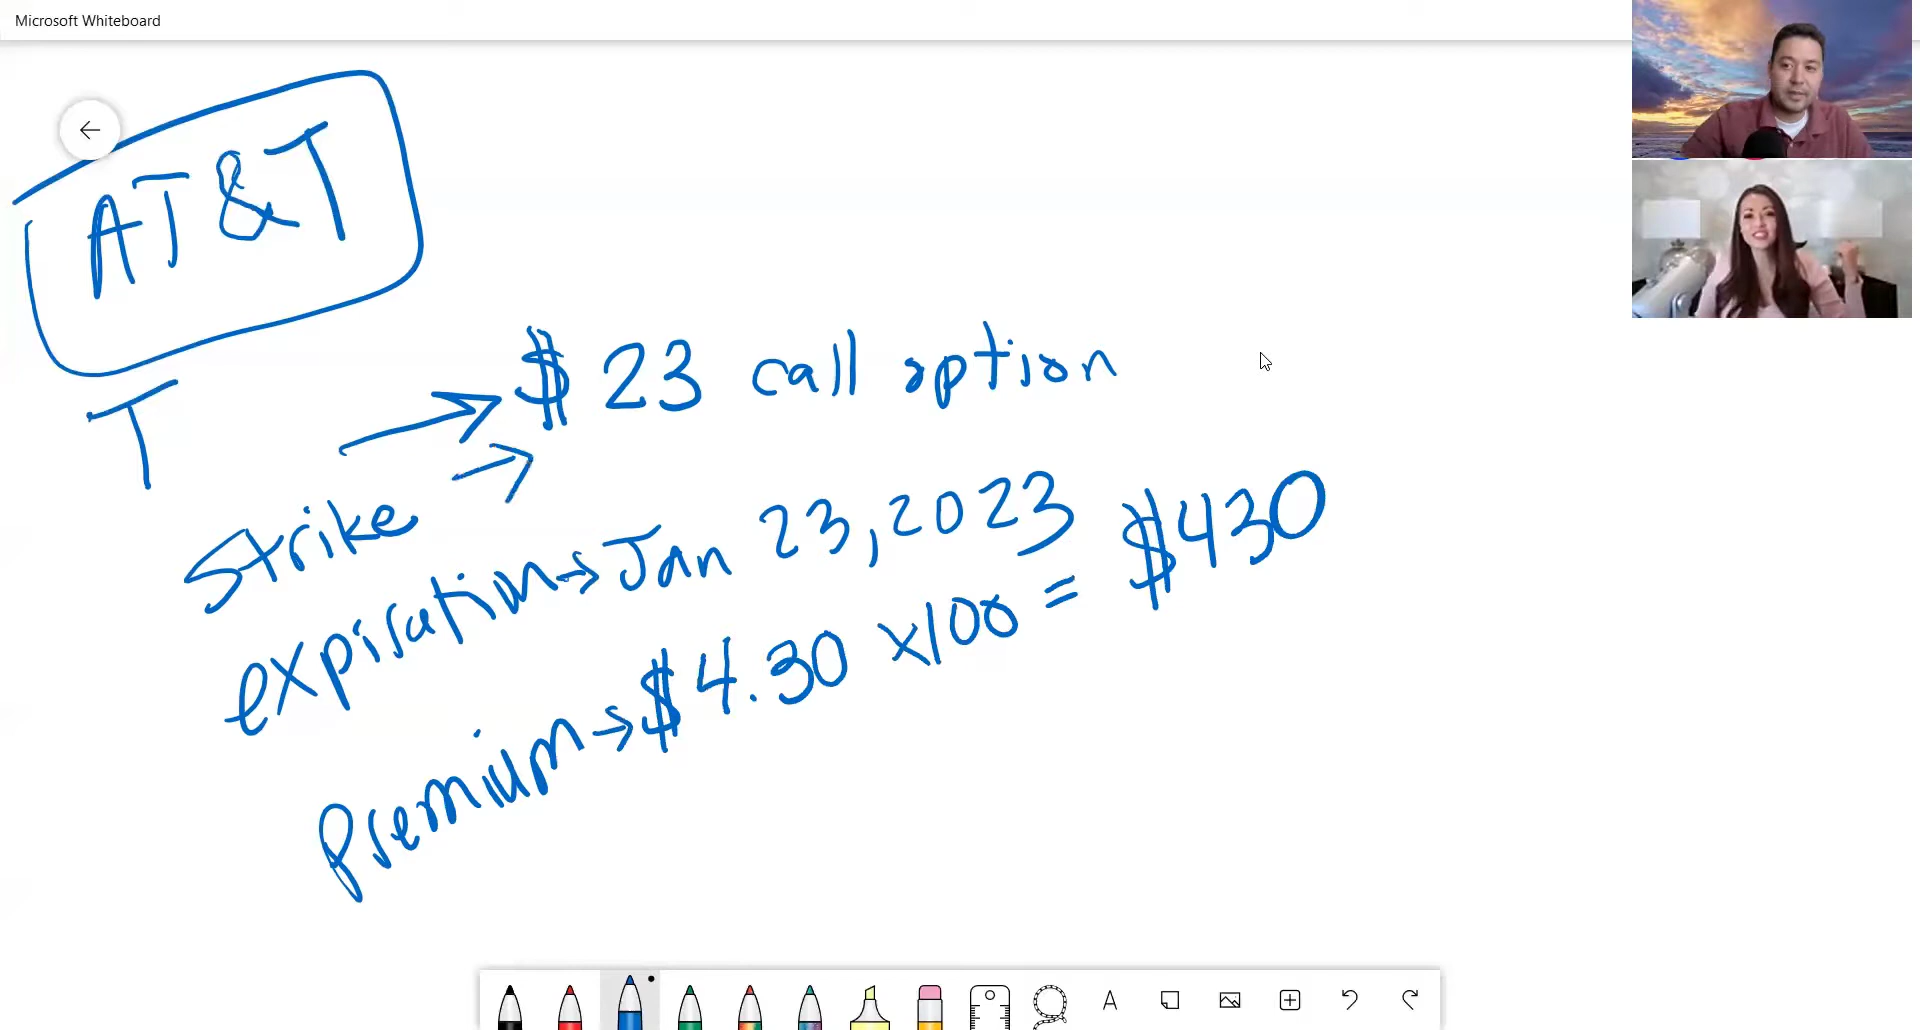 Microsoft Whiteboard
AT&T
T
→ $ 23 call option
Strike →
expiration → Jan 23, 2023
Premium → $4.30 x100 = $430
A